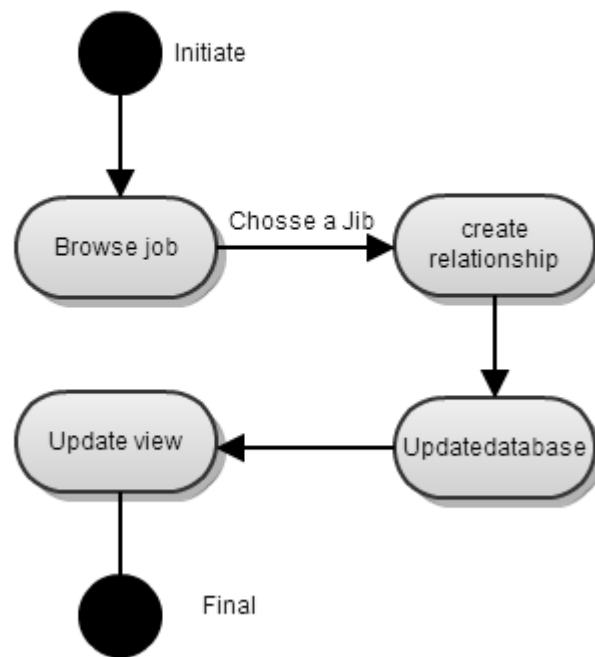 Initiate
Browse job
Chosse a Jib
create
relationship
Updatedatabase
Update view
Final